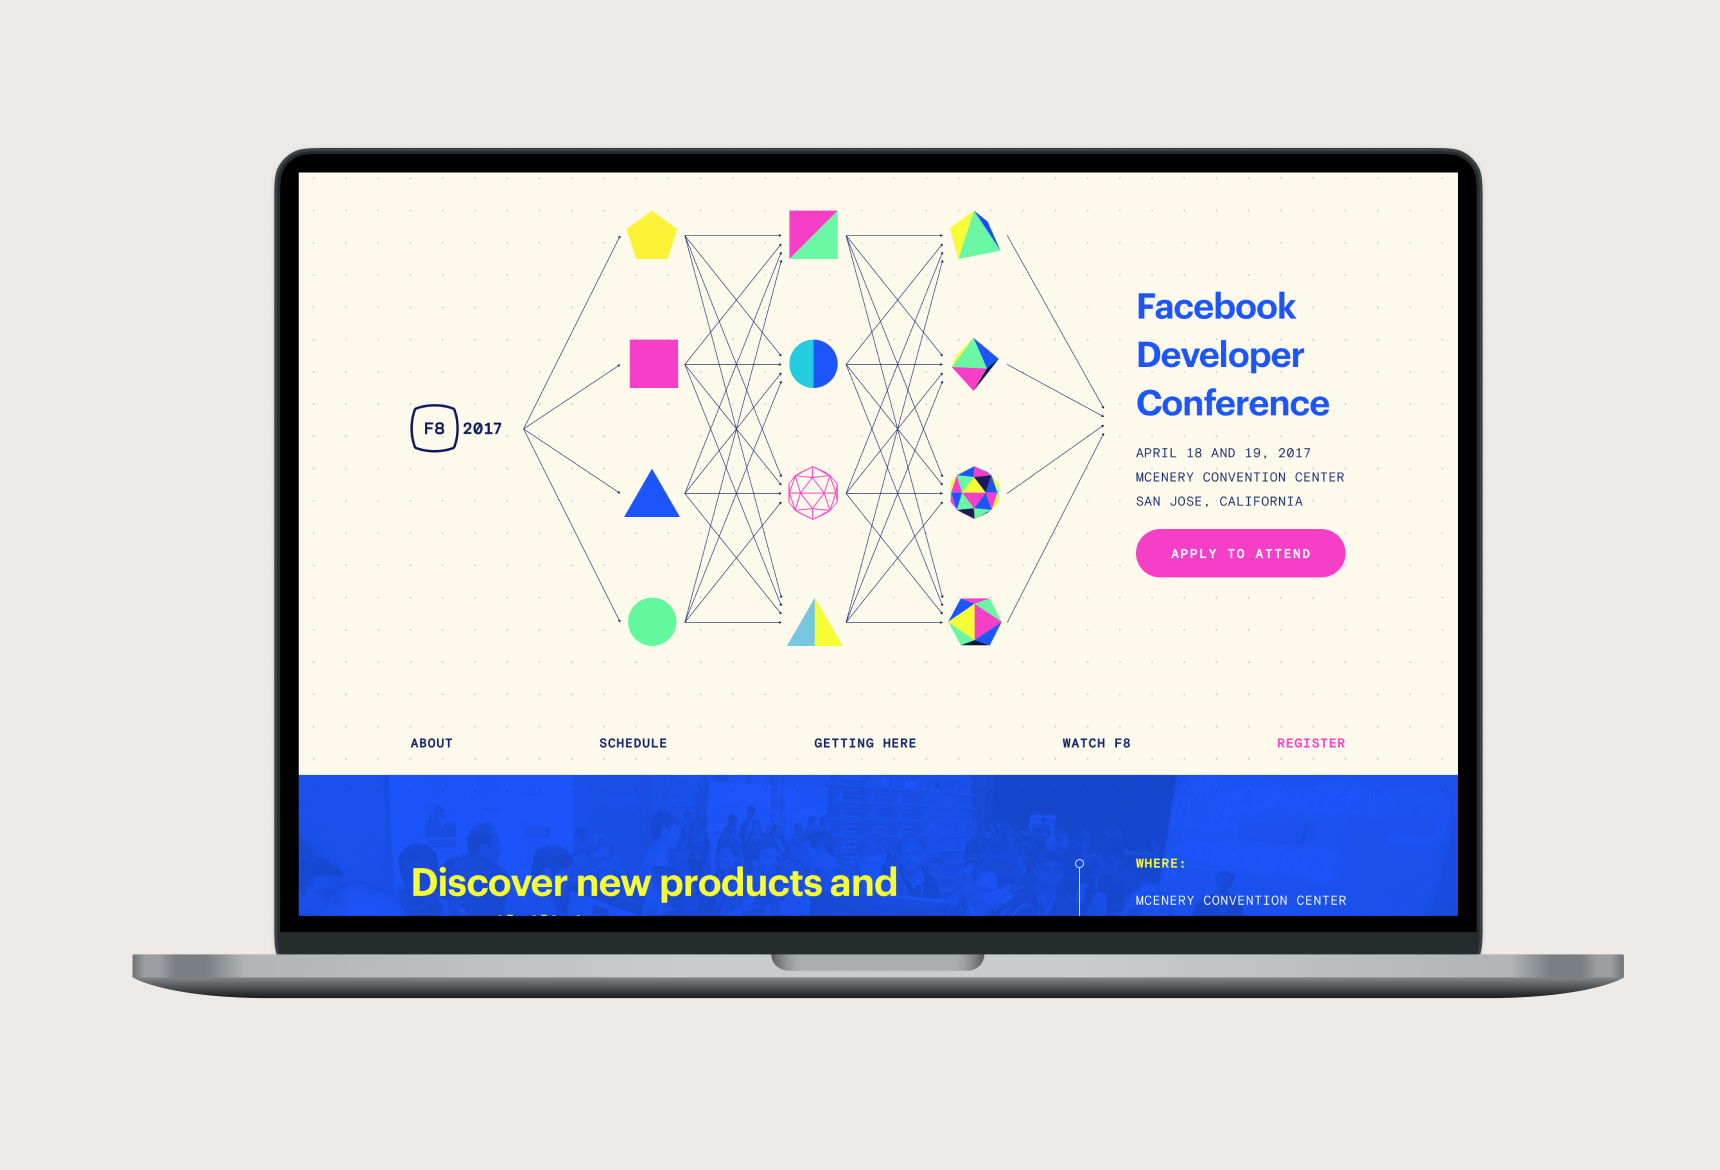 F8 2017
Facebook
Developer
Conference
APRIL 18 AND 19, 2017
MCENERY CONVENTION CENTER
SAN JOSE, CALIFORNIA
APPLY TO ATTEND
ABOUT
SCHEDULE
GETTING HERE
WATCH F8
REGISTER
Discover new products and
WHERE:
MCENERY CONVENTION CENTER